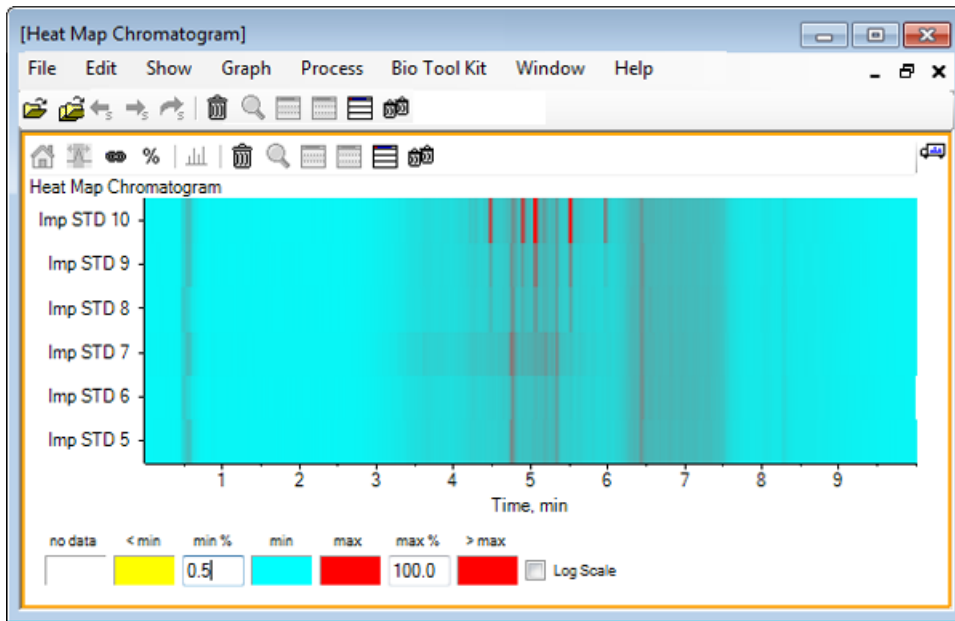 [Heat Map Chromatogram]
File Edit Show Graph Process Bio Tool Kit Window Help
%
Heat Map Chromatogram
Imp STD 10
Imp STD 9
Imp STD 8
Imp STD 7
Imp STD 6
Imp STD 5
1 2 3 4 5 6 7 8 9
Time, min
no data < min min % min max max % > max
0.5 100.0 Log Scale